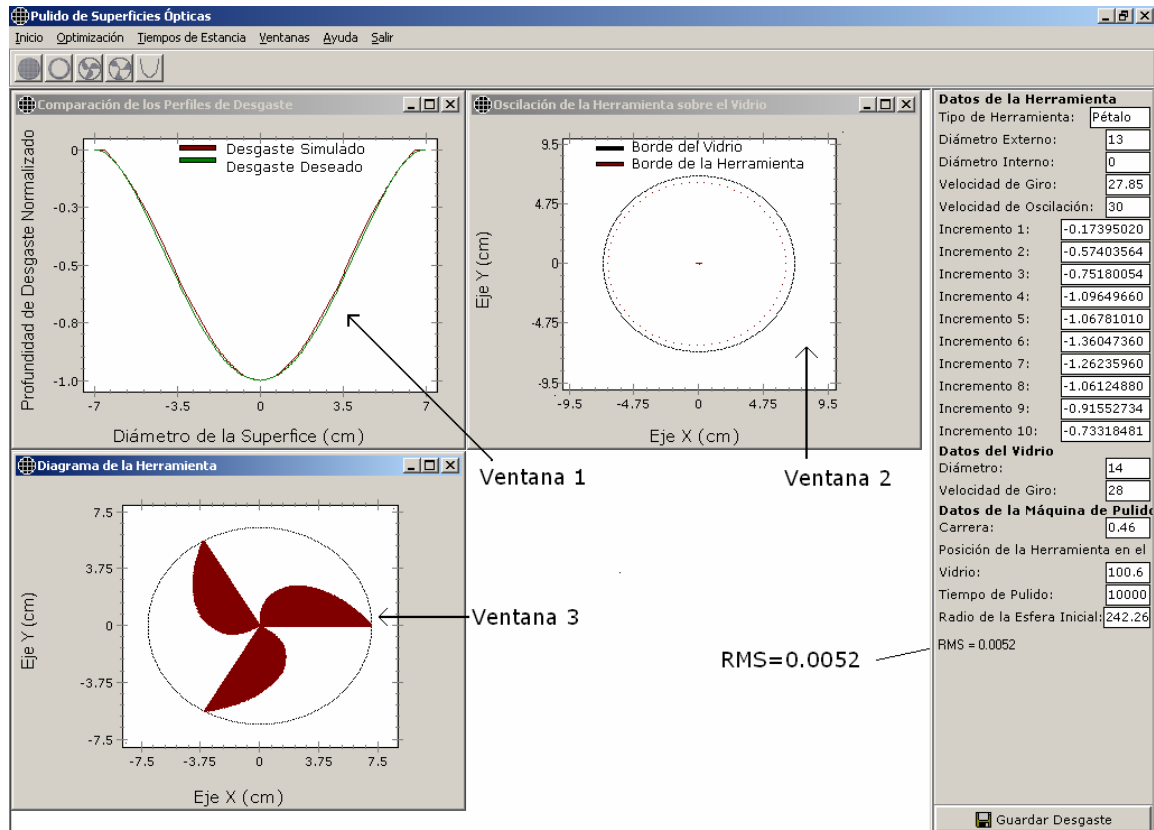 Pulido de Superficies Ópticas
Inicio Optimización Tiempos de Estancia Ventanas Ayuda Salir
Comparación de los Perfiles de Desgaste
-7 -3.5 0 3.5 7
Desgaste Simulado
Desgaste Deseado
0
-0.3
-0.5
-0.8
-1.0
Profundidad de Desgaste Normalizado
-7 -3.5 0 3.5 7
Diámetro de la Superfice (cm)
Ventana 1
Oscilación de la Herramienta sobre el Vidrio
Borde del Vidrio
Borde de la Herramienta
9.5
4.75
0
-4.75
-9.5
Eje Y (cm)
-9.5 -4.75 0 4.75 9.5
Eje X (cm)
Ventana 2
Diagrama de la Herramienta
7.5
3.75
0
-3.75
-7.5
Eje Y (cm)
-7.5 -3.75 0 3.75 7.5
Eje X (cm)
Ventana 3
RMS=0.0052
Datos de la Herramienta
Tipo de Herramienta: Pétalo
Diámetro Externo: 13
Diámetro Interno: 0
Velocidad de Giro: 27.85
Velocidad de Oscilación: 30
Incremento 1: -0.17395020
Incremento 2: -0.57403564
Incremento 3: -0.75180054
Incremento 4: -1.09649660
Incremento 5: -1.06781010
Incremento 6: -1.36047360
Incremento 7: -1.26235960
Incremento 8: -1.06124880
Incremento 9: -0.91552734
Incremento 10: -0.73318481
Datos del Vidrio
Diámetro: 14
Velocidad de Giro: 28
Datos de la Máquina de Pulido
Carrera: 0.46
Posición de la Herramienta en el
Vidrio: 100.6
Tiempo de Pulido: 10000
Radio de la Esfera Inicial: 242.26
RMS = 0.0052
Guardar Desgaste